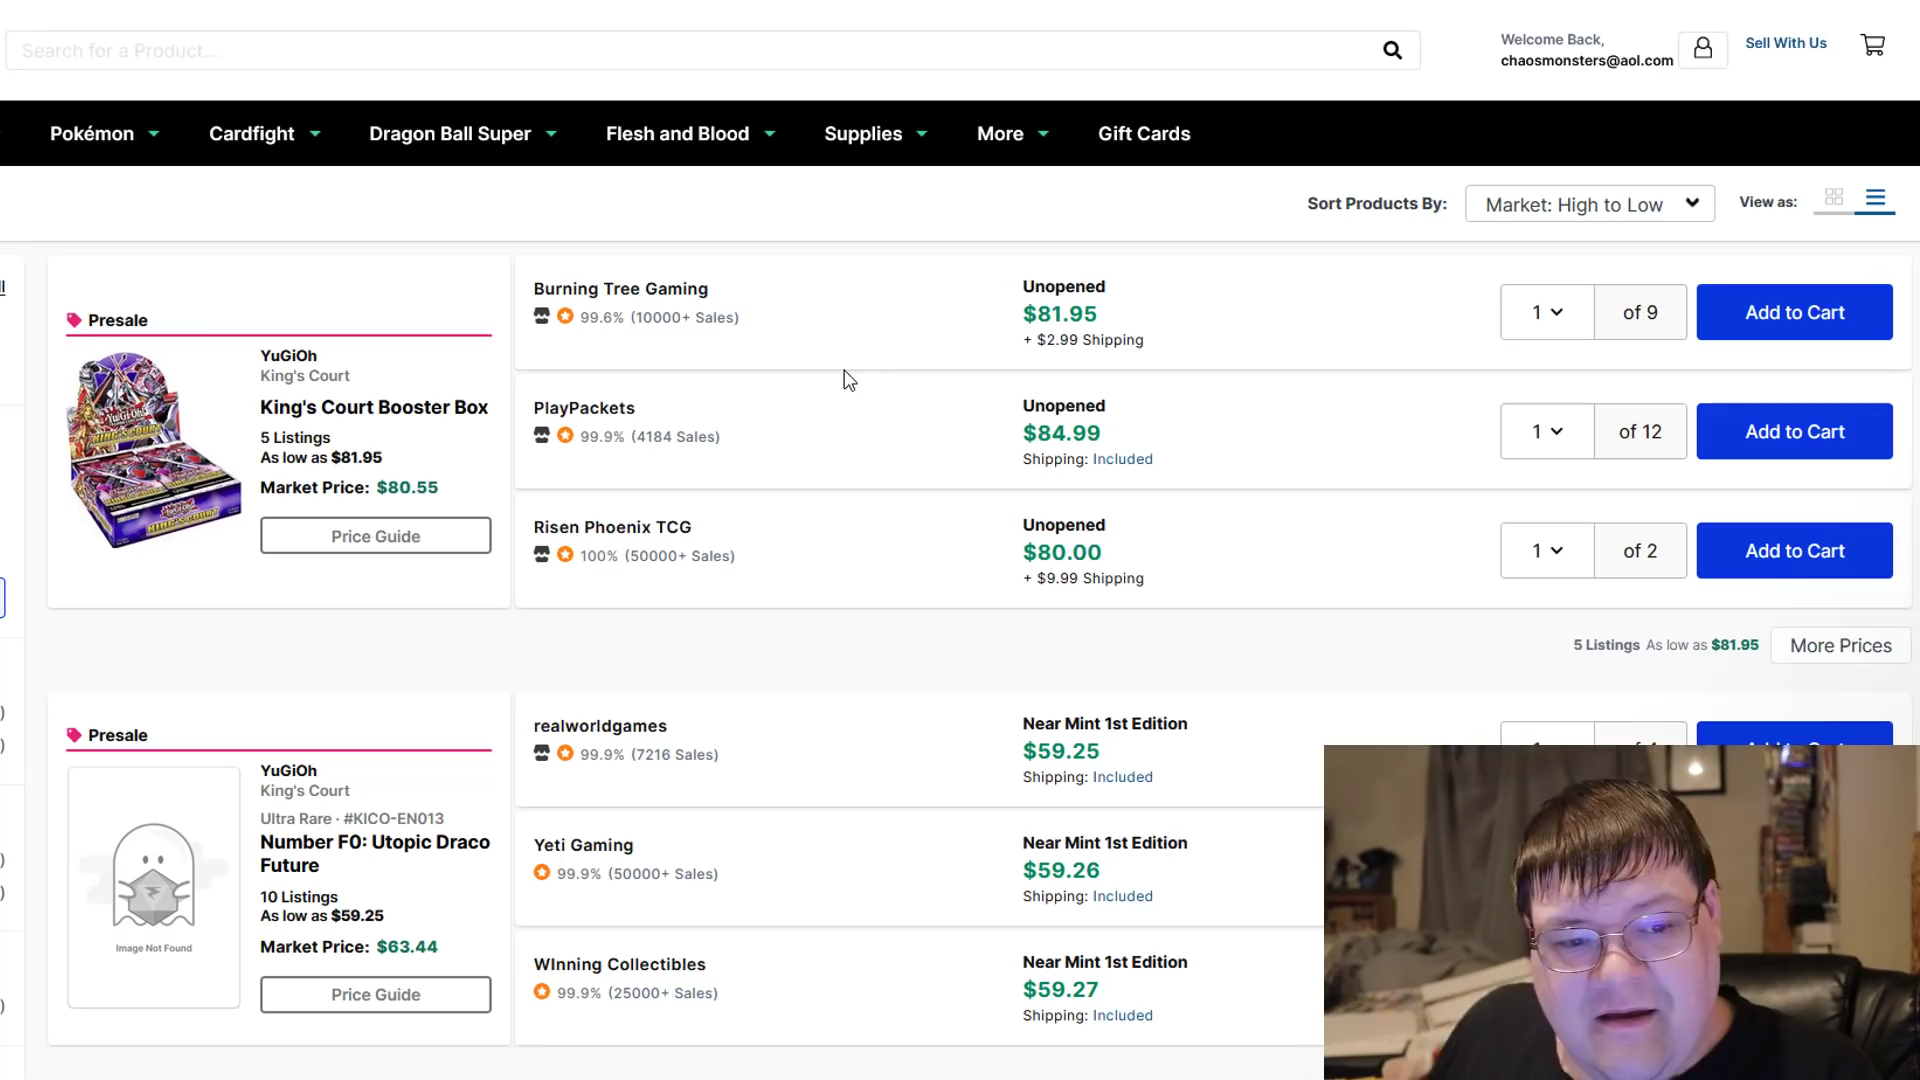 Search for a Product...
Welcome Back,
chaosmonsters@aol.com
Sell With Us
Pokémon
Cardfight
Dragon Ball Super
Flesh and Blood
Supplies
More
Gift Cards
Sort Products By:
Market: High to Low
View as:
Presale
YuGiOh
King's Court
King's Court Booster Box
5 Listings
As low as $81.95
Market Price: $80.55
Price Guide
Burning Tree Gaming
99.6% (10000+ Sales)
Unopened
$81.95
+ $2.99 Shipping
1
of 9
Add to Cart
PlayPackets
99.9% (4184 Sales)
Unopened
$84.99
Shipping: Included
1
of 12
Add to Cart
Risen Phoenix TCG
100% (50000+ Sales)
Unopened
$80.00
+ $9.99 Shipping
1
of 2
Add to Cart
5 Listings As low as $81.95
More Prices
Presale
YuGiOh
King's Court
Ultra Rare · #KICO-EN013
Number F0: Utopic Draco
Future
10 Listings
As low as $59.25
Market Price: $63.44
Price Guide
Image Not Found
realworldgames
99.9% (7216 Sales)
Near Mint 1st Edition
$59.25
Shipping: Included
Yeti Gaming
99.9% (50000+ Sales)
Near Mint 1st Edition
$59.26
Shipping: Included
WInning Collectibles
99.9% (25000+ Sales)
Near Mint 1st Edition
$59.27
Shipping: Included